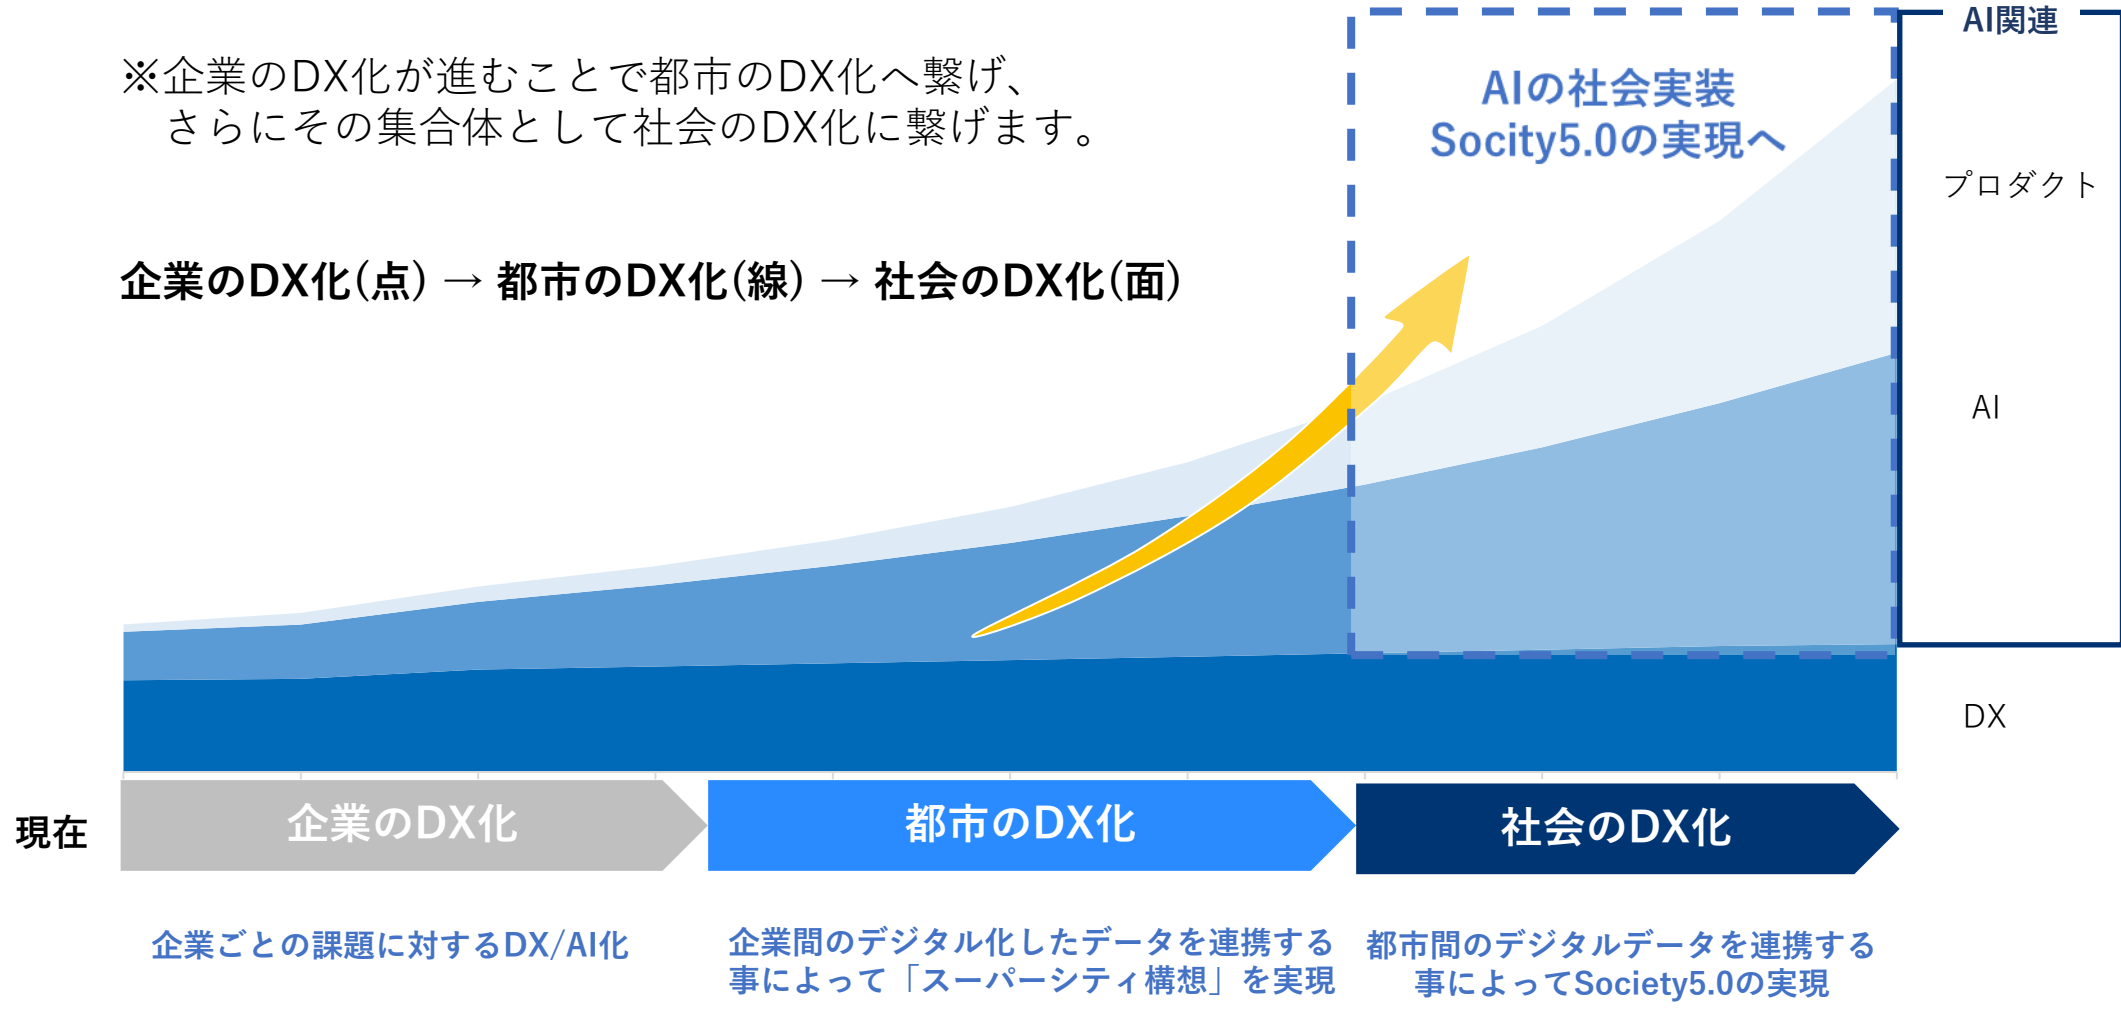 ※企業のDX化が進むことで都市のDX化へ繋げ、
さらにその集合体として社会のDX化に繋げます。
企業のDX化(点) → 都市のDX化(線) → 社会のDX化(面)
AIの社会実装
Socity5.0の実現へ
AI関連
プロダクト
AI
DX
現在
企業のDX化
都市のDX化
社会のDX化
企業ごとの課題に対するDX/AI化
企業間のデジタル化したデータを連携する
事によって「スーパーシティ構想」を実現
都市間のデジタルデータを連携する
事によってSociety5.0の実現